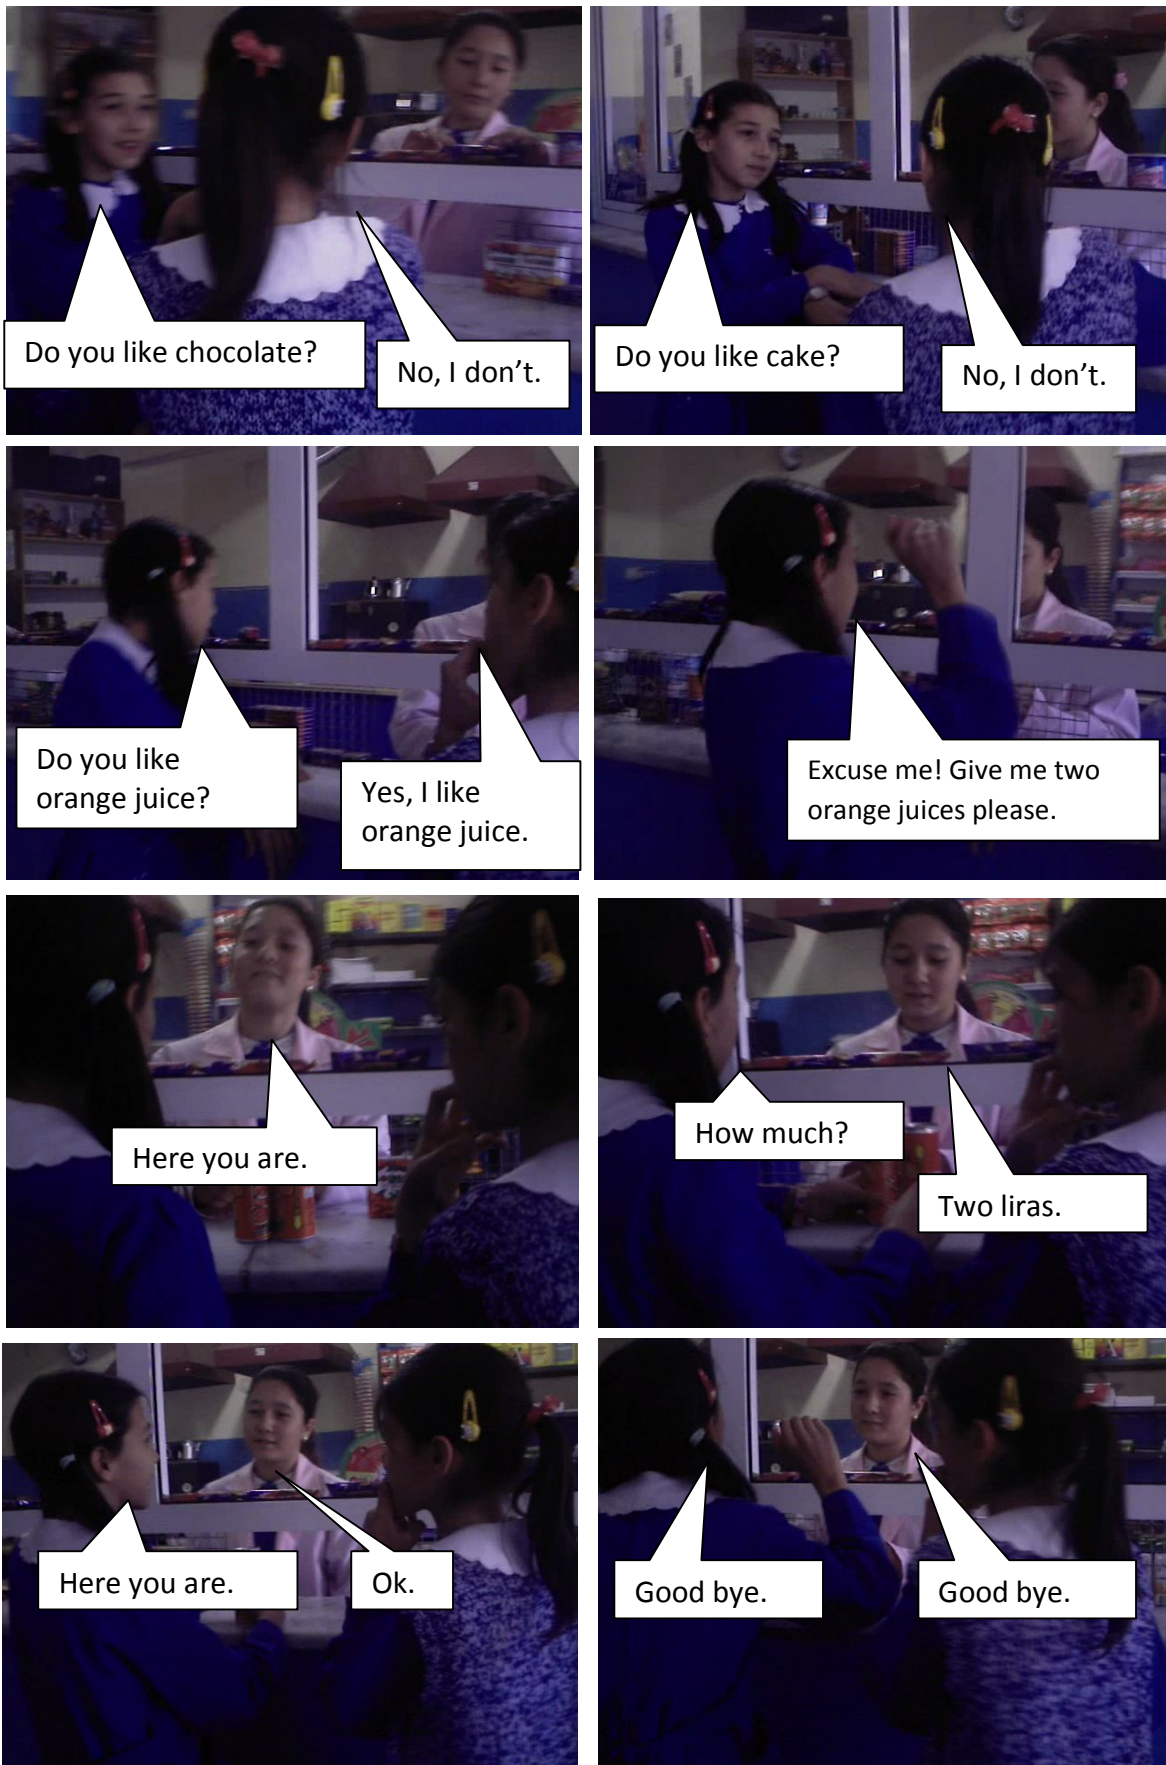 Do you like chocolate?
No, I don't.
Do you like cake?
No, I don't.
Do you like
orange juice?
Yes, I like
orange juice.
Excuse me! Give me two
orange juices please.
Here you are.
How much?
Two liras.
Here you are.
Ok.
Good bye.
Good bye.